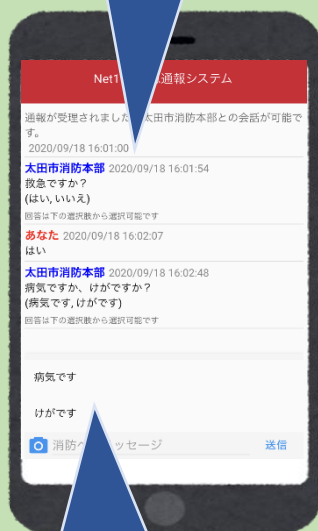 Net1 通報システム
通報が受理されました 太田市消防本部との会話が可能で
す。
2020/09/18 16:01:00
太田市消防本部 2020/09/18 16:01:54
救急ですか？
(はい, いいえ)
回答は下の選択肢から選択可能です
あなた 2020/09/18 16:02:07
はい
太田市消防本部 2020/09/18 16:02:48
病気ですか、けがですか？
(病気です, けがです)
回答は下の選択肢から選択可能です
病気です
けがです
消防へ ッセージ 送信